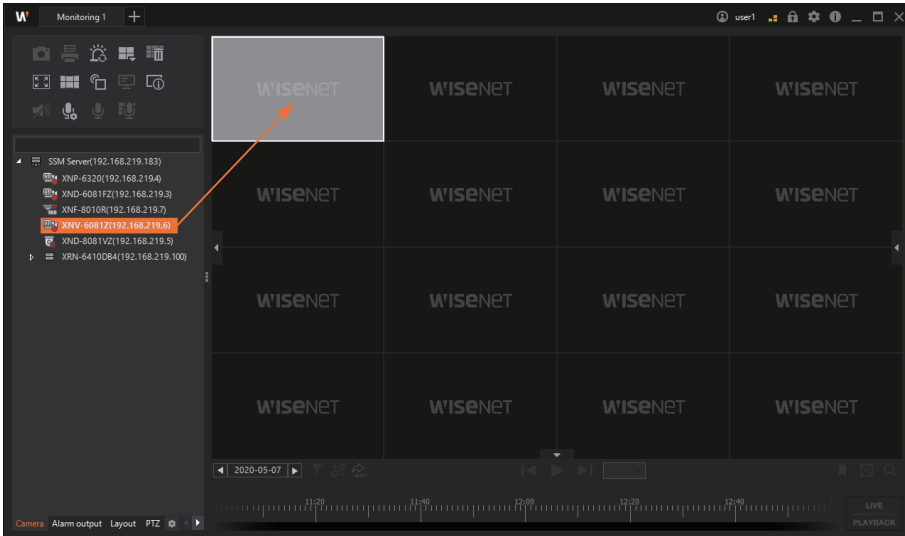 W Monitoring 1 user1
WISENET WISENET WISENET WISENET
SSM Server(192.168.219.183)
XNP-6320(192.168.219.4)
XND-6081FZ(192.168.219.3)
WISENET WISENET WISENET WISENET
XNF-8010R(192.168.219.7)
XNV-6081Z(192.168.219.6)
XND-8081VZ(192.168.219.5)
XRN-6410DB4(192.168.219.100)
WISENET WISENET WISENET WISENET
WISENET WISENET WISENET WISENET
2020-05-07 AUTO
11:20 11:40 12:00 12:20 12:40
LIVE
Camera Alarm output Layout PTZ PLAYBACK